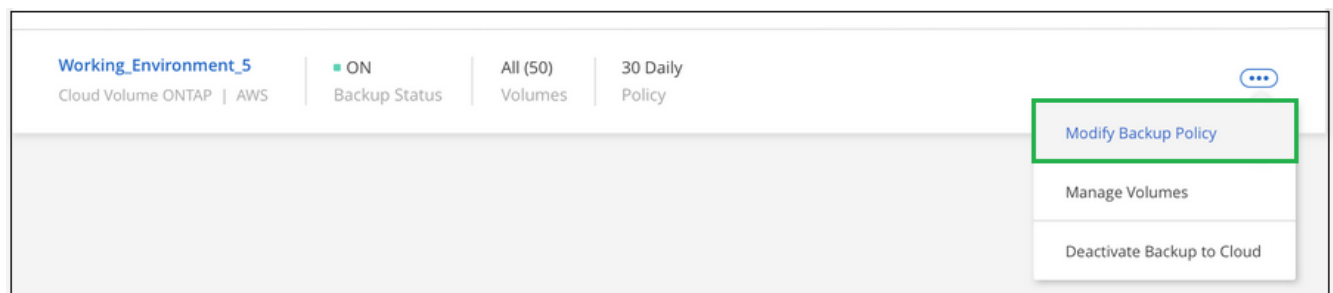 Working_Environment_5
ON
All (50)
30 Daily
Cloud Volume ONTAP | AWS
Backup Status
Volumes
Policy
Modify Backup Policy
Manage Volumes
Deactivate Backup to Cloud